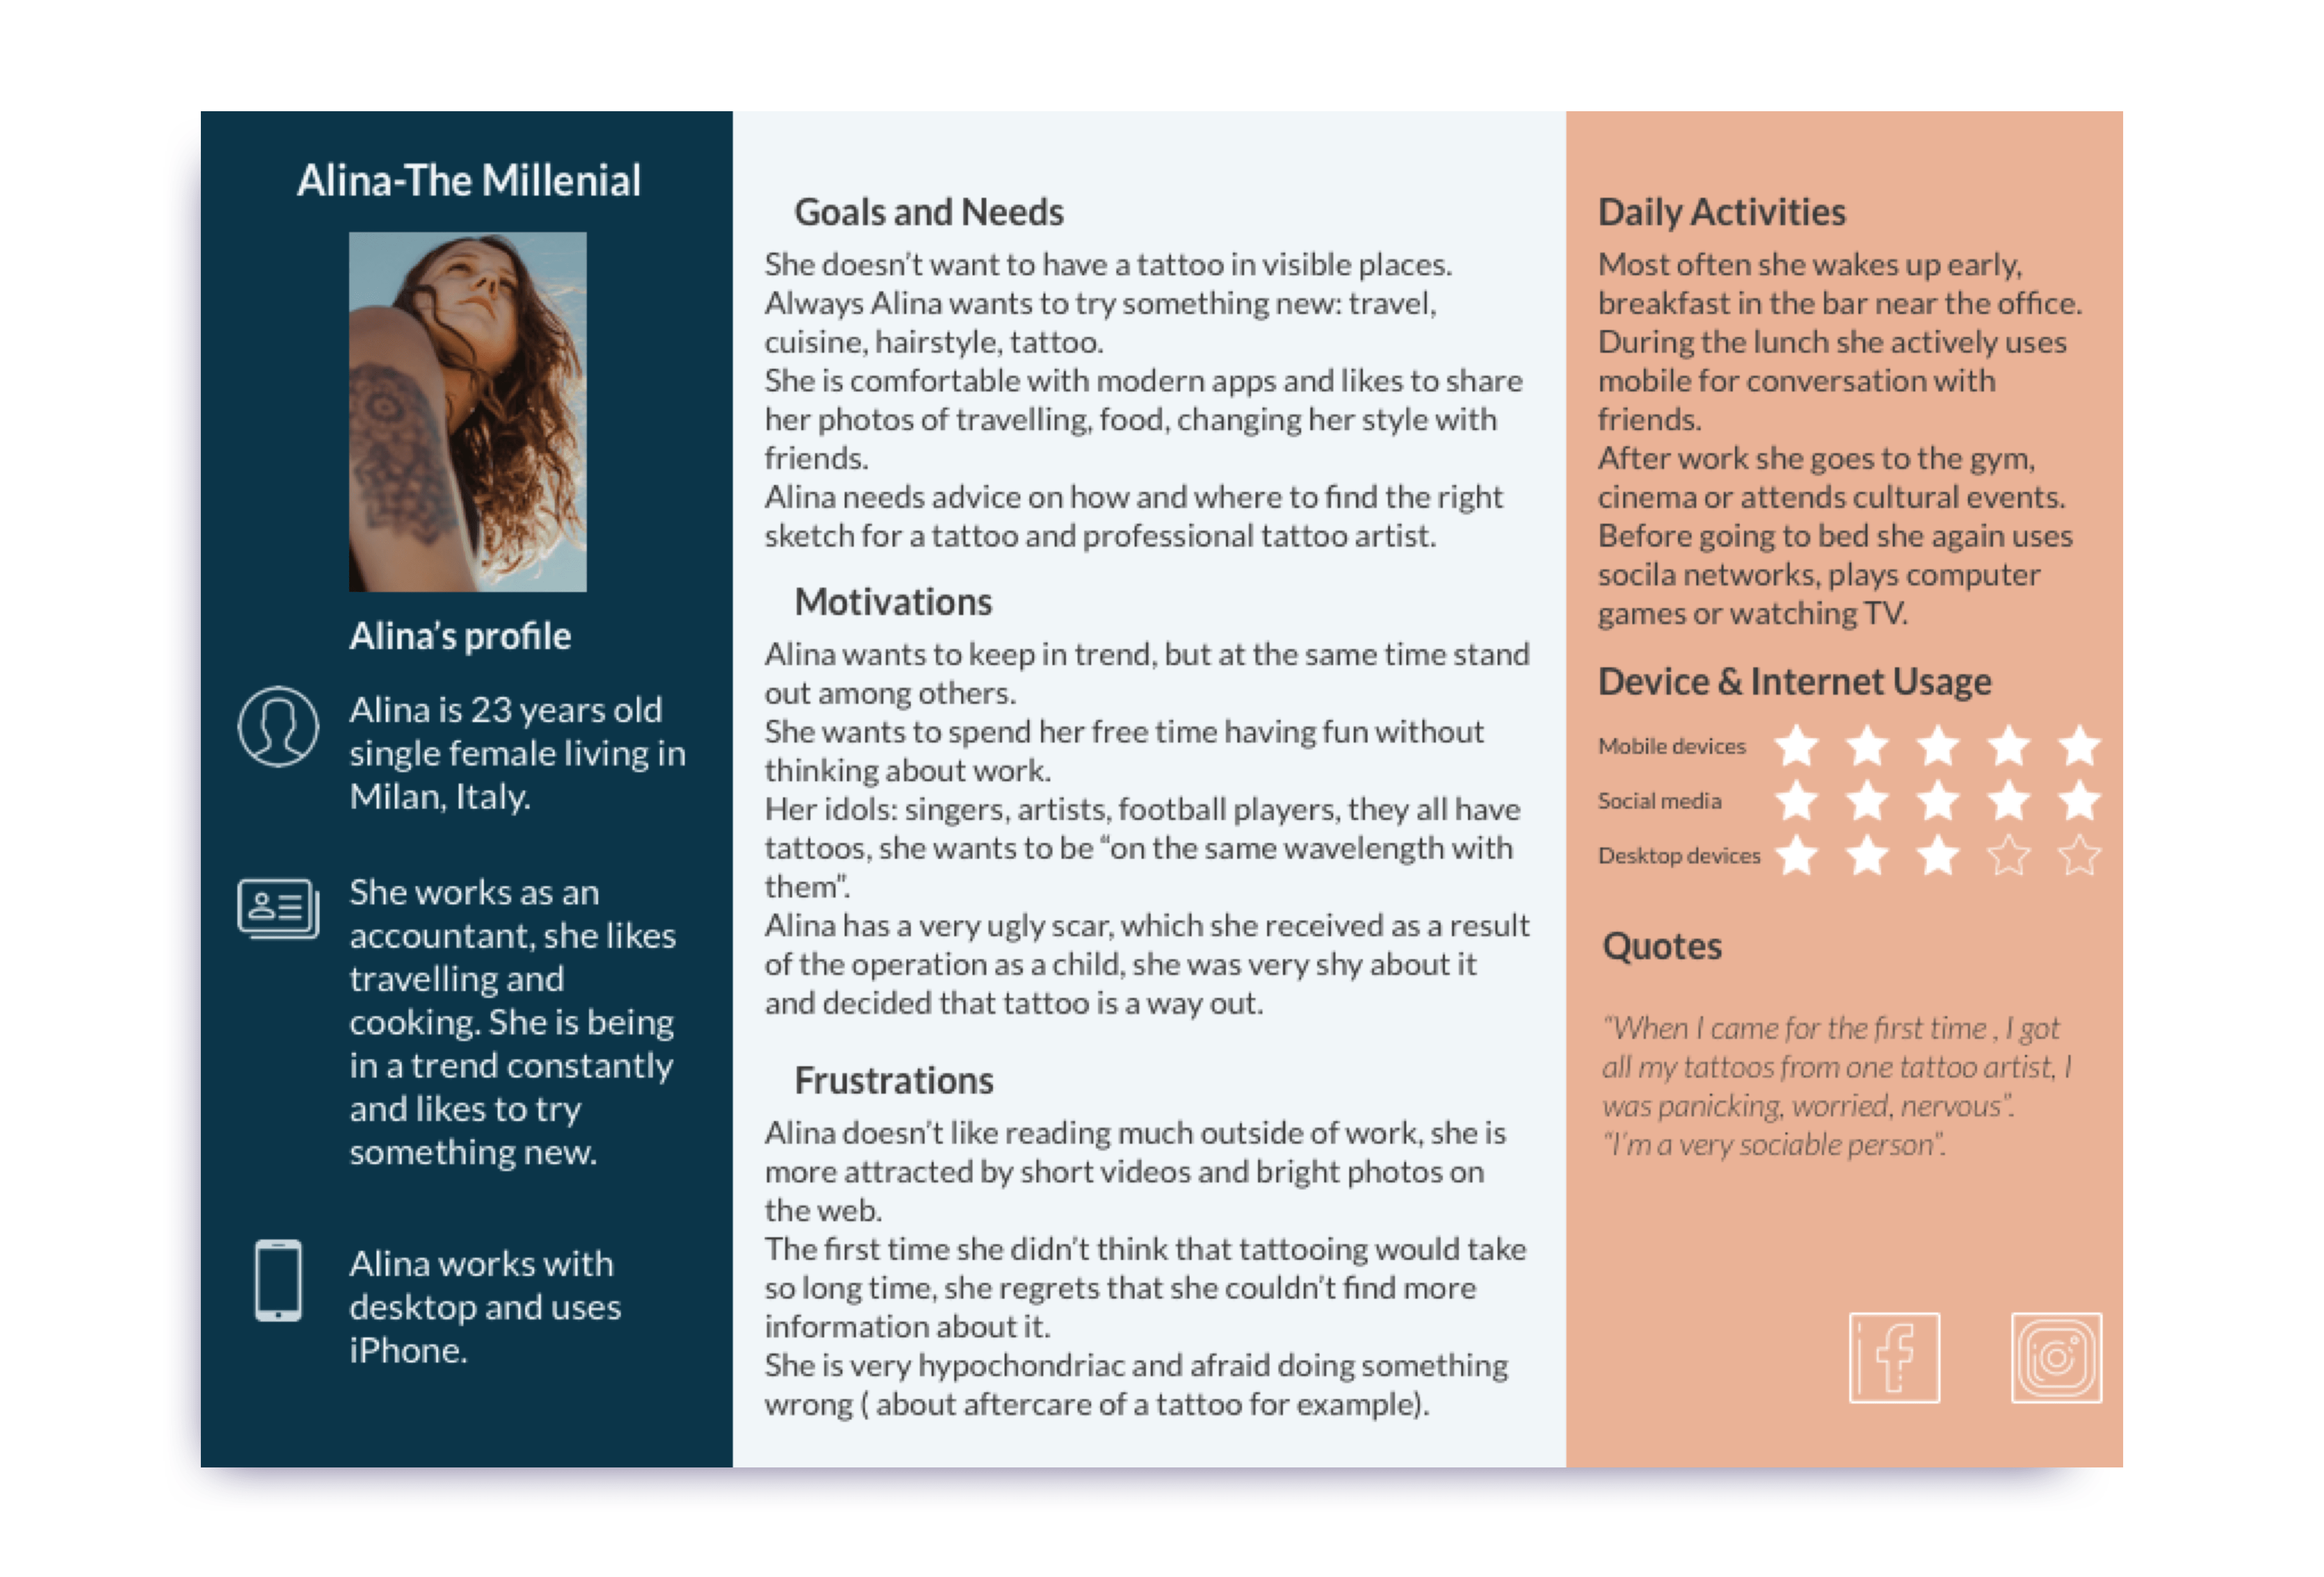 Alina-The Millenial
Alina's profile
Alina is 23 years old
single female living in
Milan, Italy.
She works as an
accountant, she likes
travelling and
cooking. She is being
in a trend constantly
and likes to try
something new.
Alina works with
desktop and uses
iPhone.
Goals and Needs
She doesn't want to have a tattoo in visible places.
Always Alina wants to try something new: travel,
cuisine, hairstyle, tattoo.
She is comfortable with modern apps and likes to share
her photos of travelling, food, changing her style with
friends.
Alina needs advice on how and where to find the right
sketch for a tattoo and professional tattoo artist.
Motivations
Alina wants to keep in trend, but at the same time stand
out among others.
She wants to spend her free time having fun without
thinking about work.
Her idols: singers, artists, football players, they all have
tattoos, she wants to be “on the same wavelength with
them”.
Alina has a very ugly scar, which she received as a result
of the operation as a child, she was very shy about it
and decided that tattoo is a way out.
Frustrations
Alina doesn't like reading much outside of work, she is
more attracted by short videos and bright photos on
the web.
The first time she didn't think that tattooing would take
so long time, she regrets that she couldn't find more
information about it.
She is very hypochondriac and afraid doing something
wrong ( about aftercare of a tattoo for example).
Daily Activities
Most often she wakes up early,
breakfast in the bar near the office.
During the lunch she actively uses
mobile for conversation with
friends.
After work she goes to the gym,
cinema or attends cultural events.
Before going to bed she again uses
socila networks, plays computer
games or watching TV.
Device & Internet Usage
Mobile devices
Social media
Desktop devices
Quotes
“When I came for the first time , I got
all my tattoos from one tattoo artist, I
was panicking, worried, nervous”.
“I'm a very sociable person”.